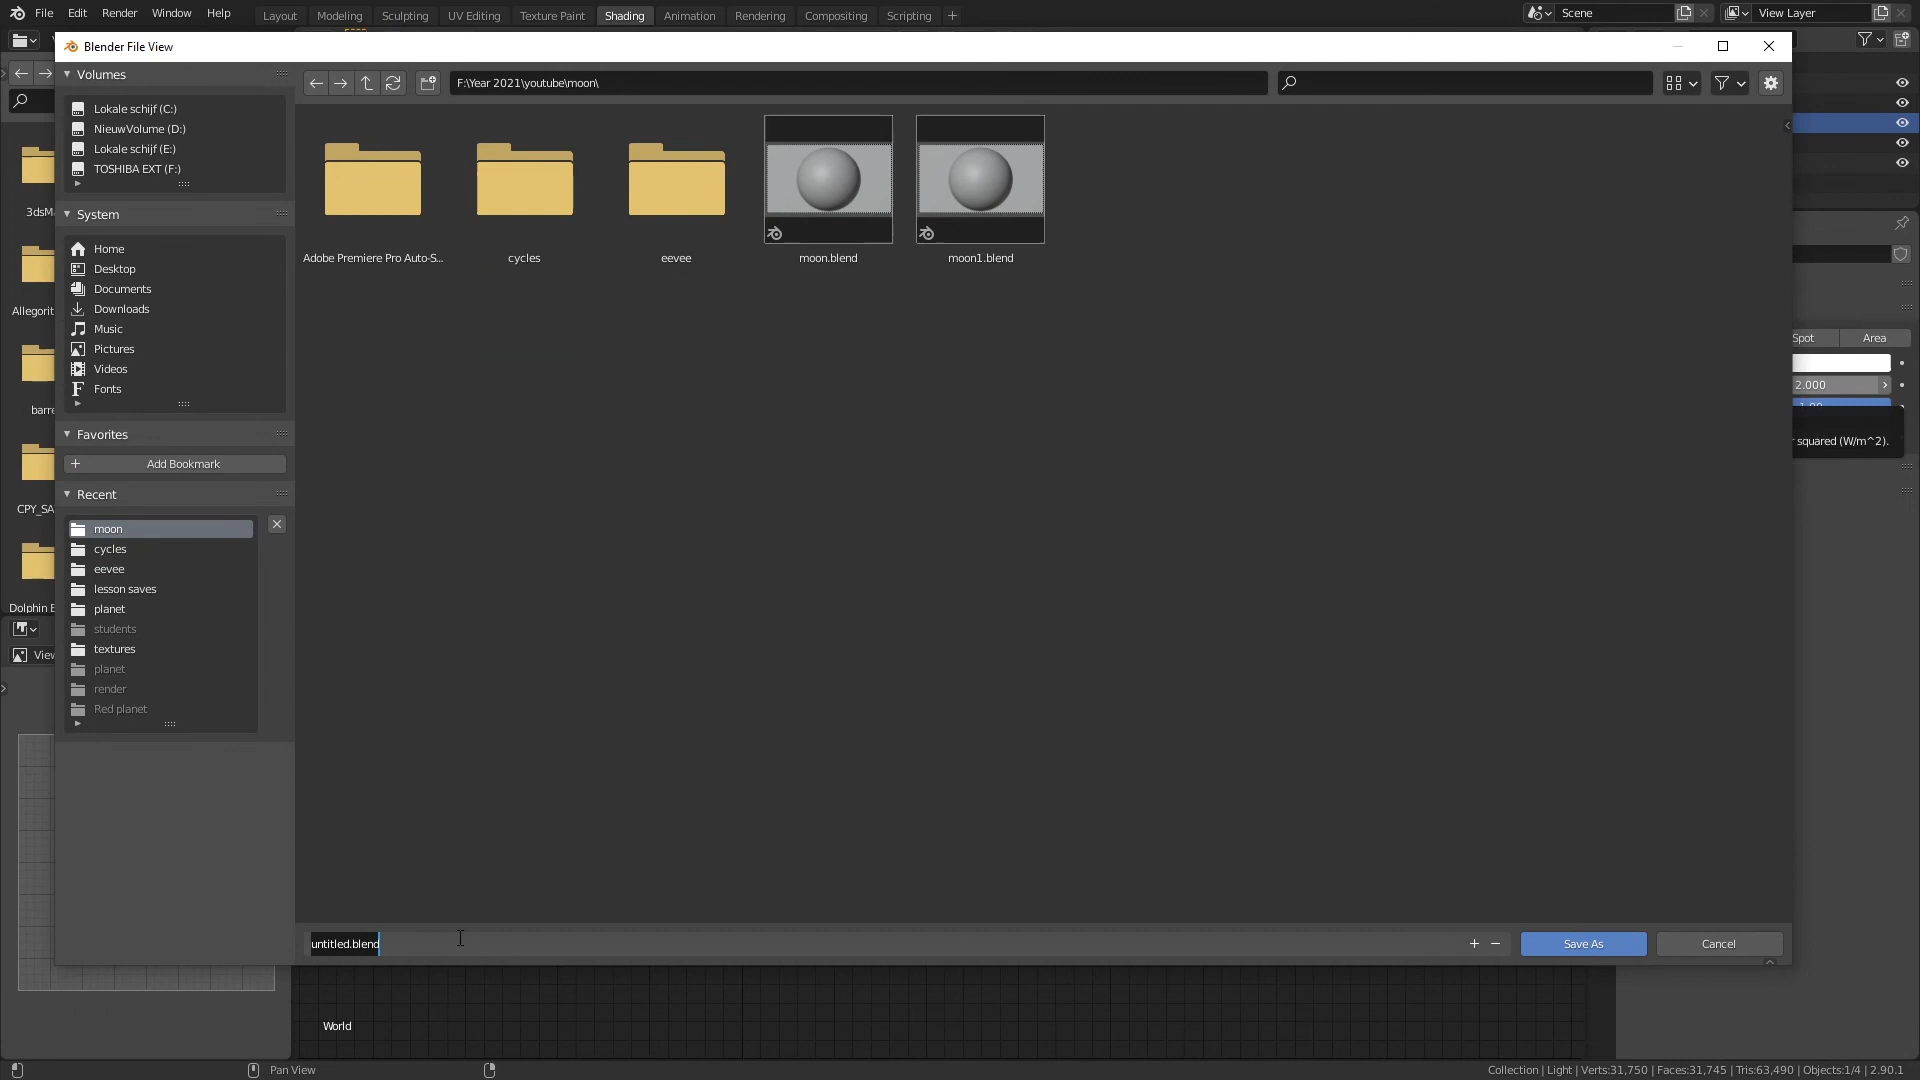 File Edit Render Window Help Layout Modeling Sculpting UV Editing Texture Paint Shading Animation Rendering Compositing Scripting Scene View Layer
Blender File View
Volumes
F:\Year 2021\youtube\moon\
Lokale schijf (C:)
NieuwVolume (D:)
Lokale schijf (E:)
TOSHIBA EXT (F:)
System
Home
Desktop
Documents
Downloads
Music
Pictures
Videos
Fonts
Favorites
Add Bookmark
Recent
moon
cycles
eevee
lesson saves
planet
students
textures
planet
render
Red planet
Adobe Premiere Pro Auto-S... cycles eevee moon.blend moon1.blend
3dsM
Allegorit
barre
CPY_SA
Dolphin E
View
Spot Area
2.000
r squared (W/m^2).
untitled.blend Save As Cancel
World
Pan View Collection | Light | Verts:31,750 | Faces:31,745 | Tris:63,490 | Objects:1/4 | 2.90.1